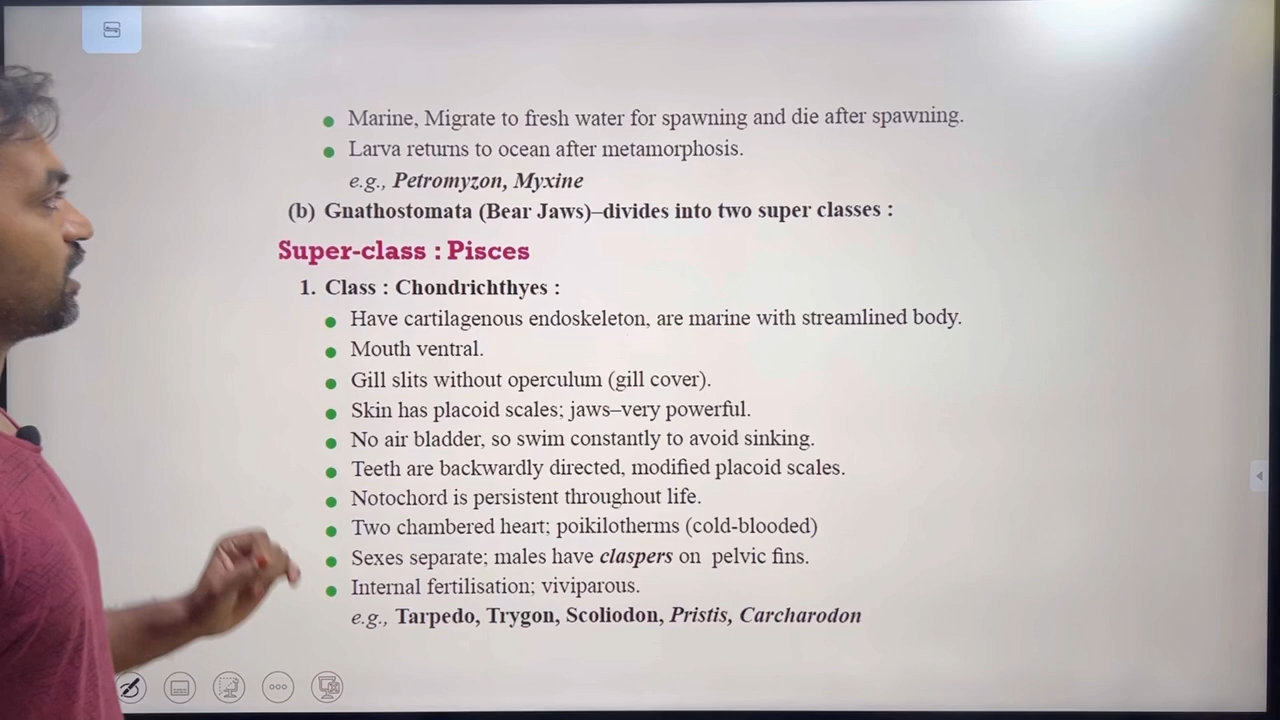 Marine, Migrate to fresh water for spawning and die after spawning.
Larva returns to ocean after metamorphosis.
e.g., Petromyzon, Myxine
(b) Gnathostomata (Bear Jaws)–divides into two super classes :
Super-class : Pisces
1. Class : Chondrichthyes :
Have cartilagenous endoskeleton, are marine with streamlined body.
Mouth ventral.
Gill slits without operculum (gill cover).
Skin has placoid scales; jaws–very powerful.
No air bladder, so swim constantly to avoid sinking.
Teeth are backwardly directed, modified placoid scales.
Notochord is persistent throughout life.
Two chambered heart; poikilotherms (cold-blooded)
Sexes separate; males have claspers on pelvic fins.
Internal fertilisation; viviparous.
e.g., Tarpedo, Trygon, Scoliodon, Pristis, Carcharodon